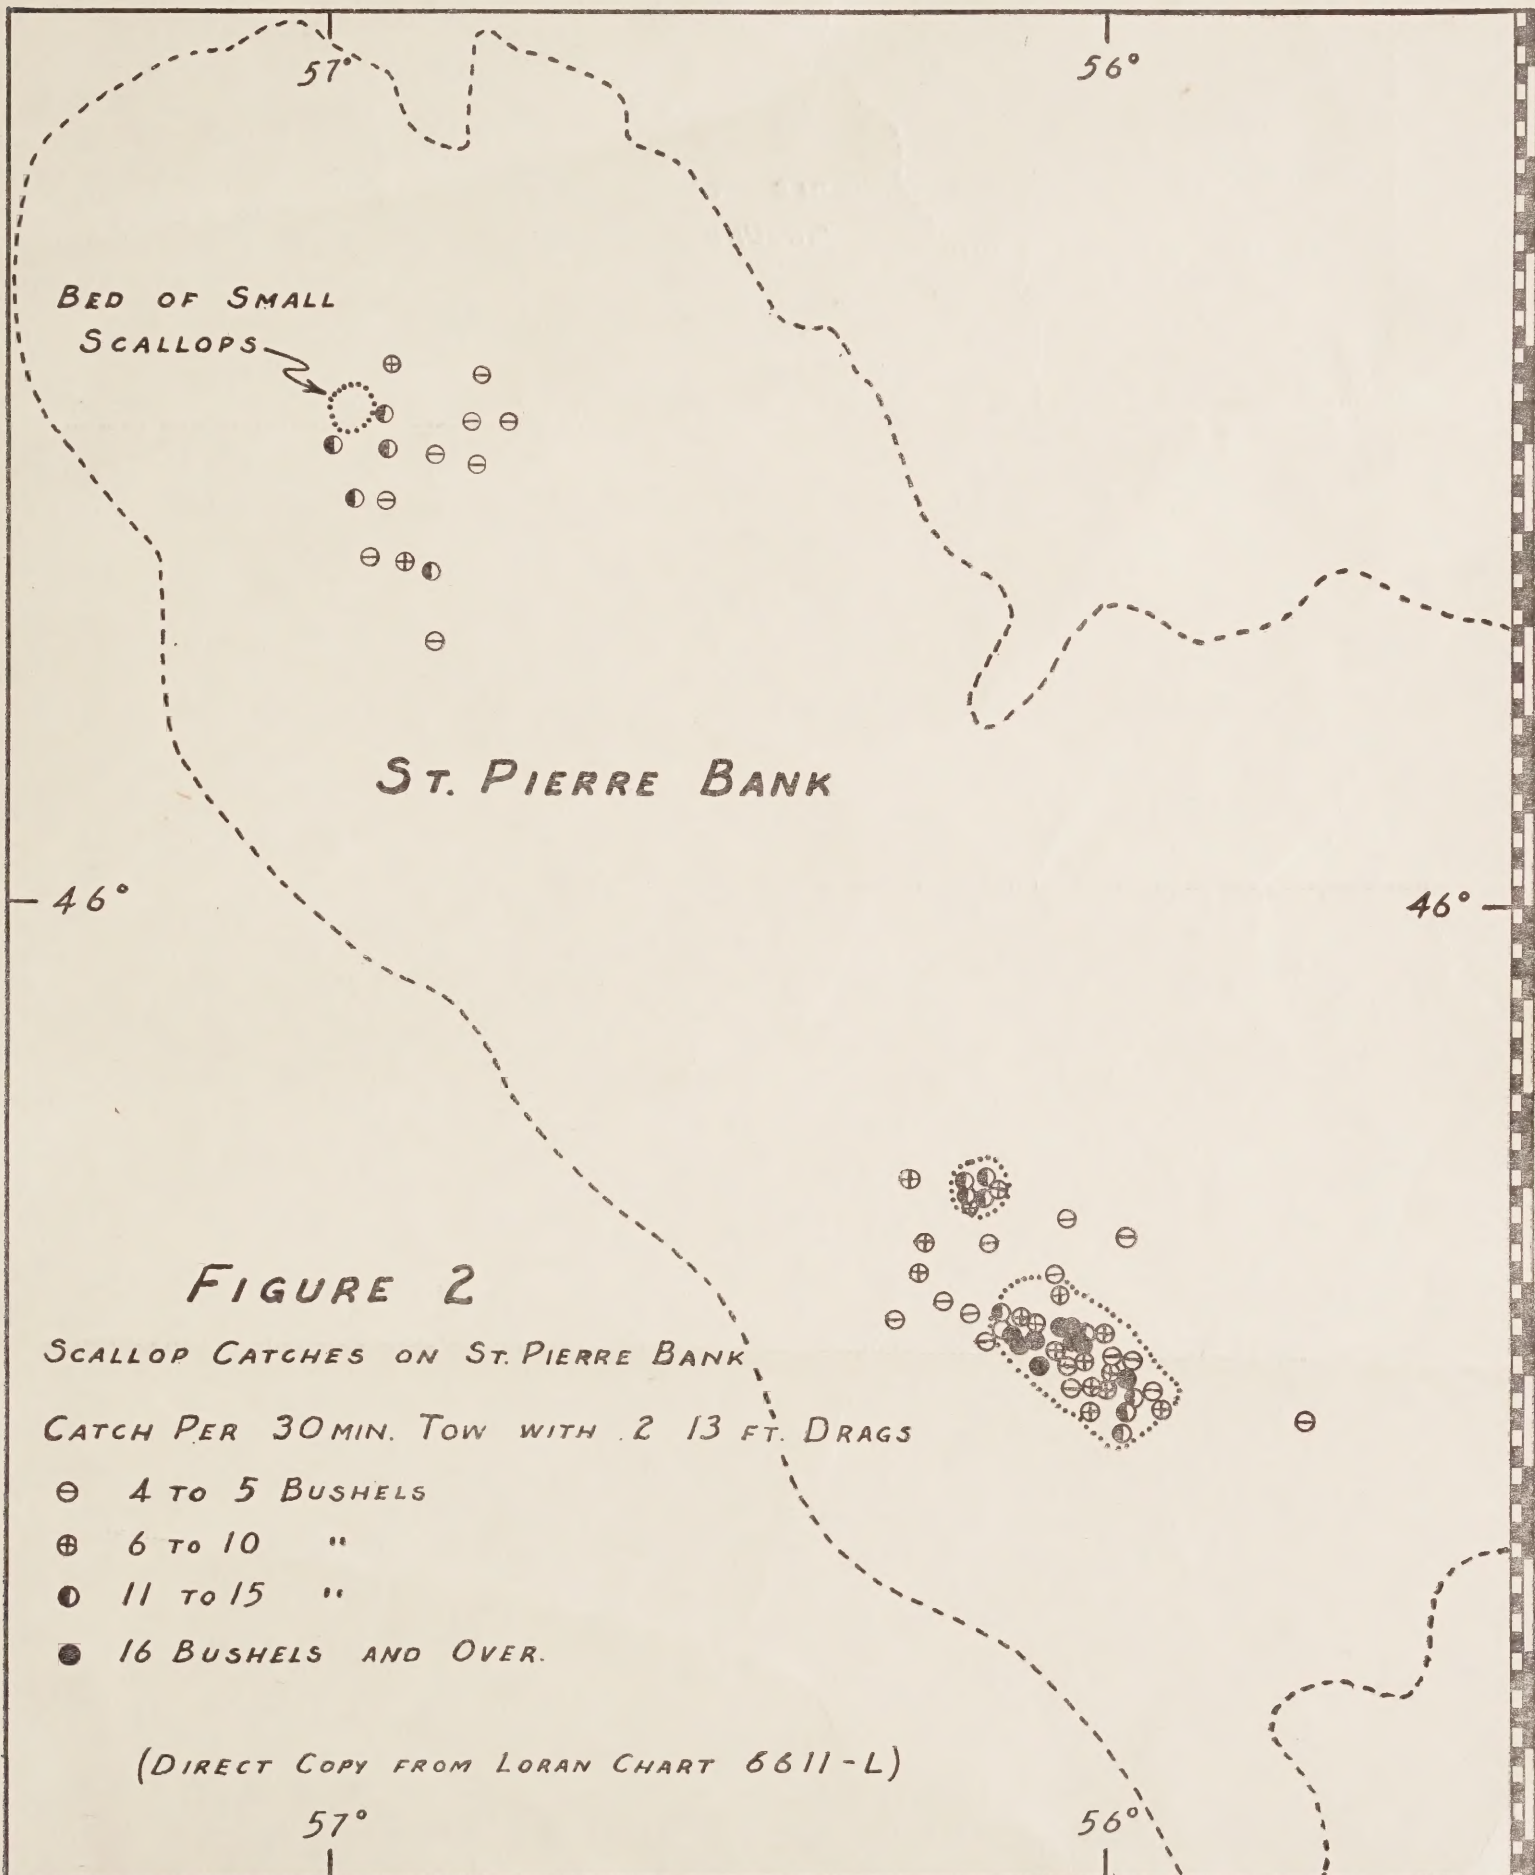 57°
56°
BED OF SMALL
SCALLOPS
ST. PIERRE BANK
46°
46°
FIGURE 2
SCALLOP CATCHES ON ST. PIERRE BANK
CATCH PER 30 MIN. TOW WITH 2 13 FT. DRAGS
4 TO 5 BUSHELS
6 TO 10 "
11 TO 15 "
16 BUSHELS AND OVER.
(DIRECT COPY FROM LORAN CHART 6611-L)
57°
56°